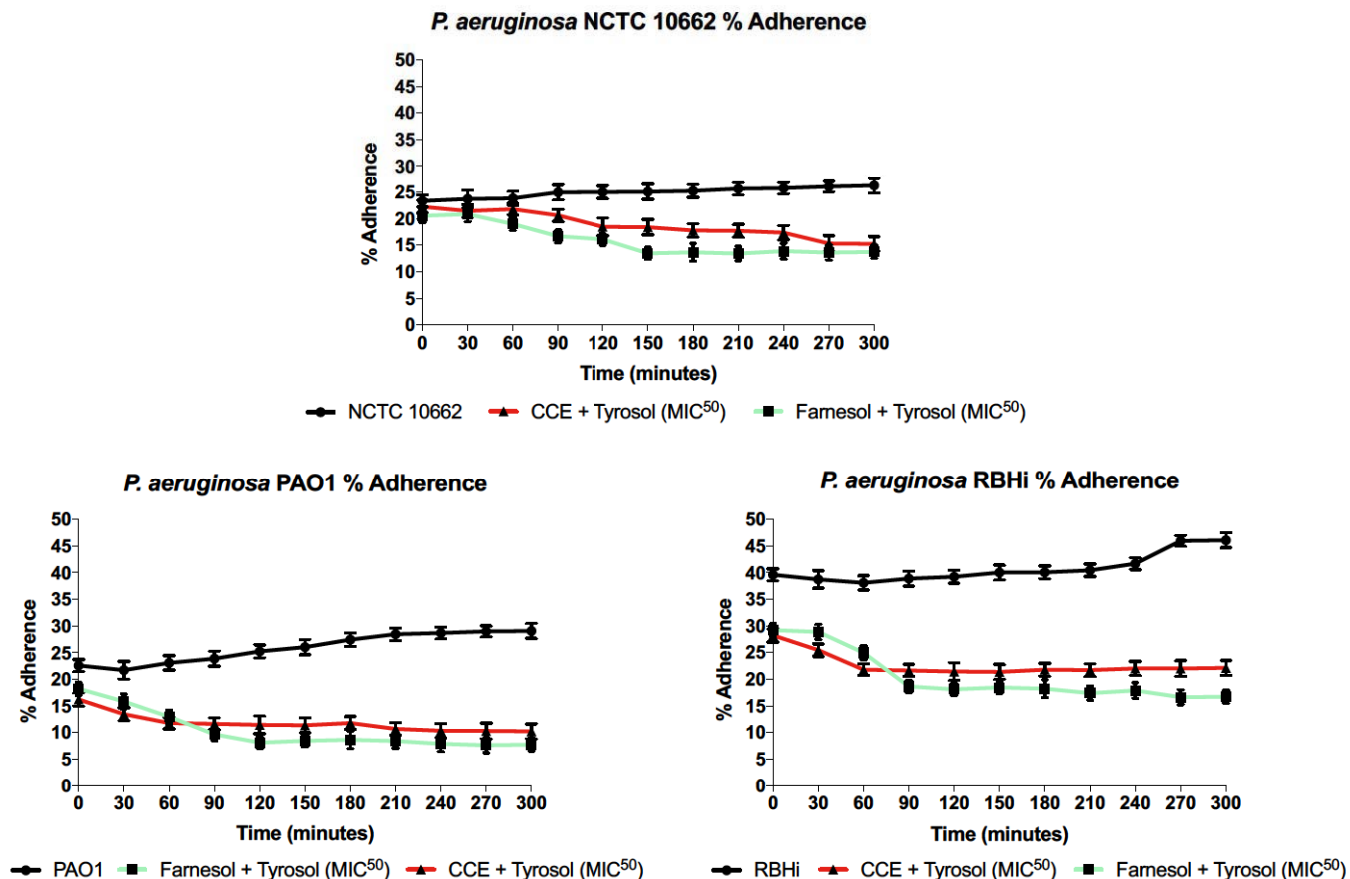 P. aeruginosa NCTC 10662 % Adherence
50
45
40
35
30
25
20
15
10
5
0
% Adherence
0 30 60 90 120 150 180 210 240 270 300
Time (minutes)
NCTC 10662 CCE + Tyrosol (MIC50) Farnesol + Tyrosol (MIC50)
P. aeruginosa PAO1 % Adherence
50
45
40
35
30
25
20
15
10
5
0
% Adherence
0 30 60 90 120 150 180 210 240 270 300
Time (minutes)
PAO1 Farnesol + Tyrosol (MIC50) CCE + Tyrosol (MIC50)
P. aeruginosa RBHi % Adherence
50
45
40
35
30
25
20
15
10
5
0
% Adherence
0 30 60 90 120 150 180 210 240 270 300
Time (minutes)
RBHi CCE + Tyrosol (MIC50) Farnesol + Tyrosol (MIC50)